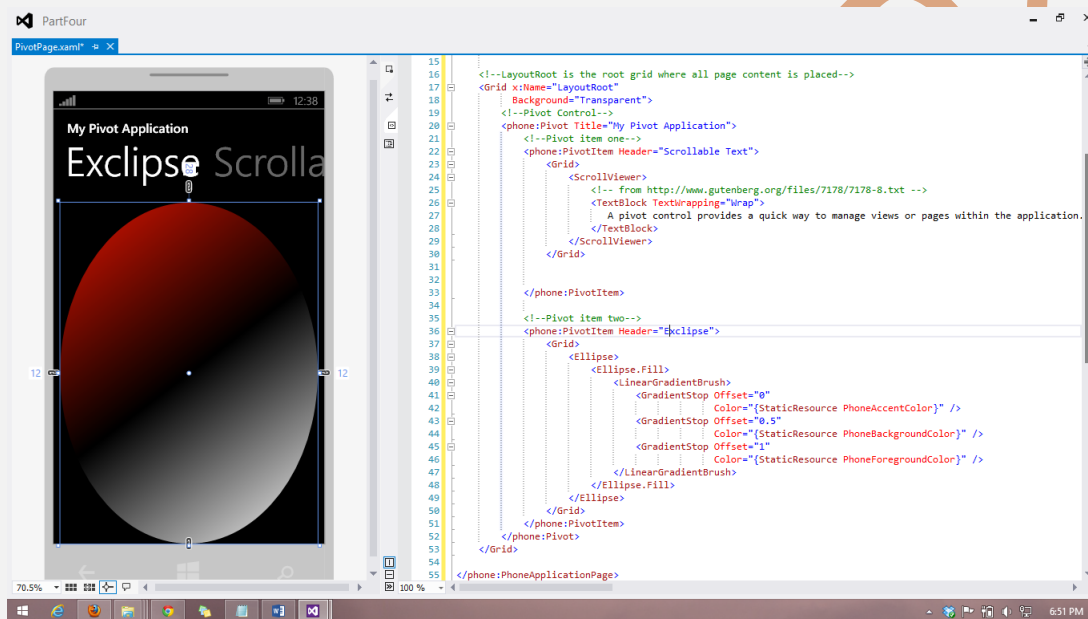 PartFour
PivotPage.xaml*
12:38
My Pivot Application
Exclipse Scrolla
28
12
12
70.5%
15
16 <!--LayoutRoot is the root grid where all page content is placed-->
17 <Grid x:Name="LayoutRoot"
18 Background="Transparent">
19 <!--Pivot Control-->
20 <phone:Pivot Title="My Pivot Application">
21 <!--Pivot item one-->
22 <phone:PivotItem Header="Scrollable Text">
23 <Grid>
24 <ScrollViewer>
25 <!-- from http://www.gutenberg.org/files/7178/7178-8.txt -->
26 <TextBlock TextWrapping="Wrap">
27 A pivot control provides a quick way to manage views or pages within the application.
28 </TextBlock>
29 </ScrollViewer>
30 </Grid>
31
32
33 </phone:PivotItem>
34
35 <!--Pivot item two-->
36 <phone:PivotItem Header="Exclipse">
37 <Grid>
38 <Ellipse>
39 <Ellipse.Fill>
40 <LinearGradientBrush>
41 <GradientStop Offset="0"
42 Color="{StaticResource PhoneAccentColor}" />
43 <GradientStop Offset="0.5"
44 Color="{StaticResource PhoneBackgroundColor}" />
45 <GradientStop Offset="1"
46 Color="{StaticResource PhoneForegroundColor}" />
47 </LinearGradientBrush>
48 </Ellipse.Fill>
49 </Ellipse>
50 </Grid>
51 </phone:PivotItem>
52 </phone:Pivot>
53 </Grid>
54
55 </phone:PhoneApplicationPage>
100 %
6:51 PM